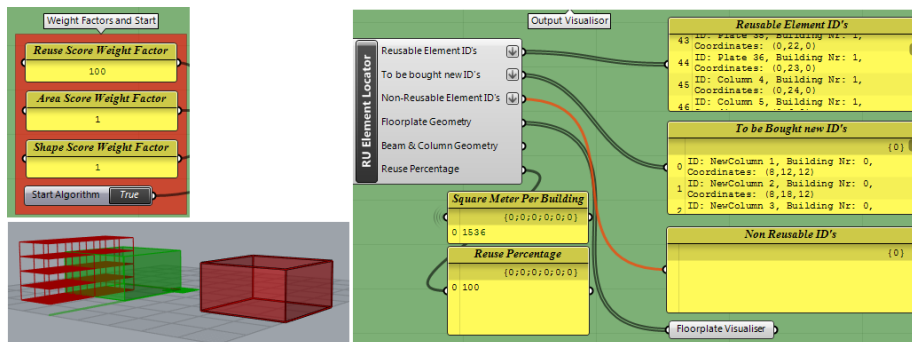 Weight Factors and Start
Reuse Score Weight Factor
100
Area Score Weight Factor
1
Shape Score Weight Factor
1
Start Algorithm True
Output Visualisor
RU Element Locator
Reusable Element ID's
To be bought new ID's
Non-Reusable Element ID's
Floorplate Geometry
Beam & Column Geometry
Reuse Percentage
Square Meter Per Building
{0;0;0;0;0;0}
0 1536
Reuse Percentage
{0;0;0;0;0;0}
0 100
Reusable Element ID's
43 ID: Plate 35, Building Nr: 1,
Coordinates: (0,22,0)
44 ID: Plate 36, Building Nr: 1,
Coordinates: (0,23,0)
45 ID: Column 4, Building Nr: 1,
Coordinates: (0,24,0)
46 ID: Column 5, Building Nr: 1,
To be Bought new ID's
{0}
0 ID: NewColumn 1, Building Nr: 0,
Coordinates: (8,12,12)
1 ID: NewColumn 2, Building Nr: 0,
Coordinates: (8,18,12)
2 ID: NewColumn 3, Building Nr: 0,
Non Reusable ID's
{0}
Floorplate Visualiser